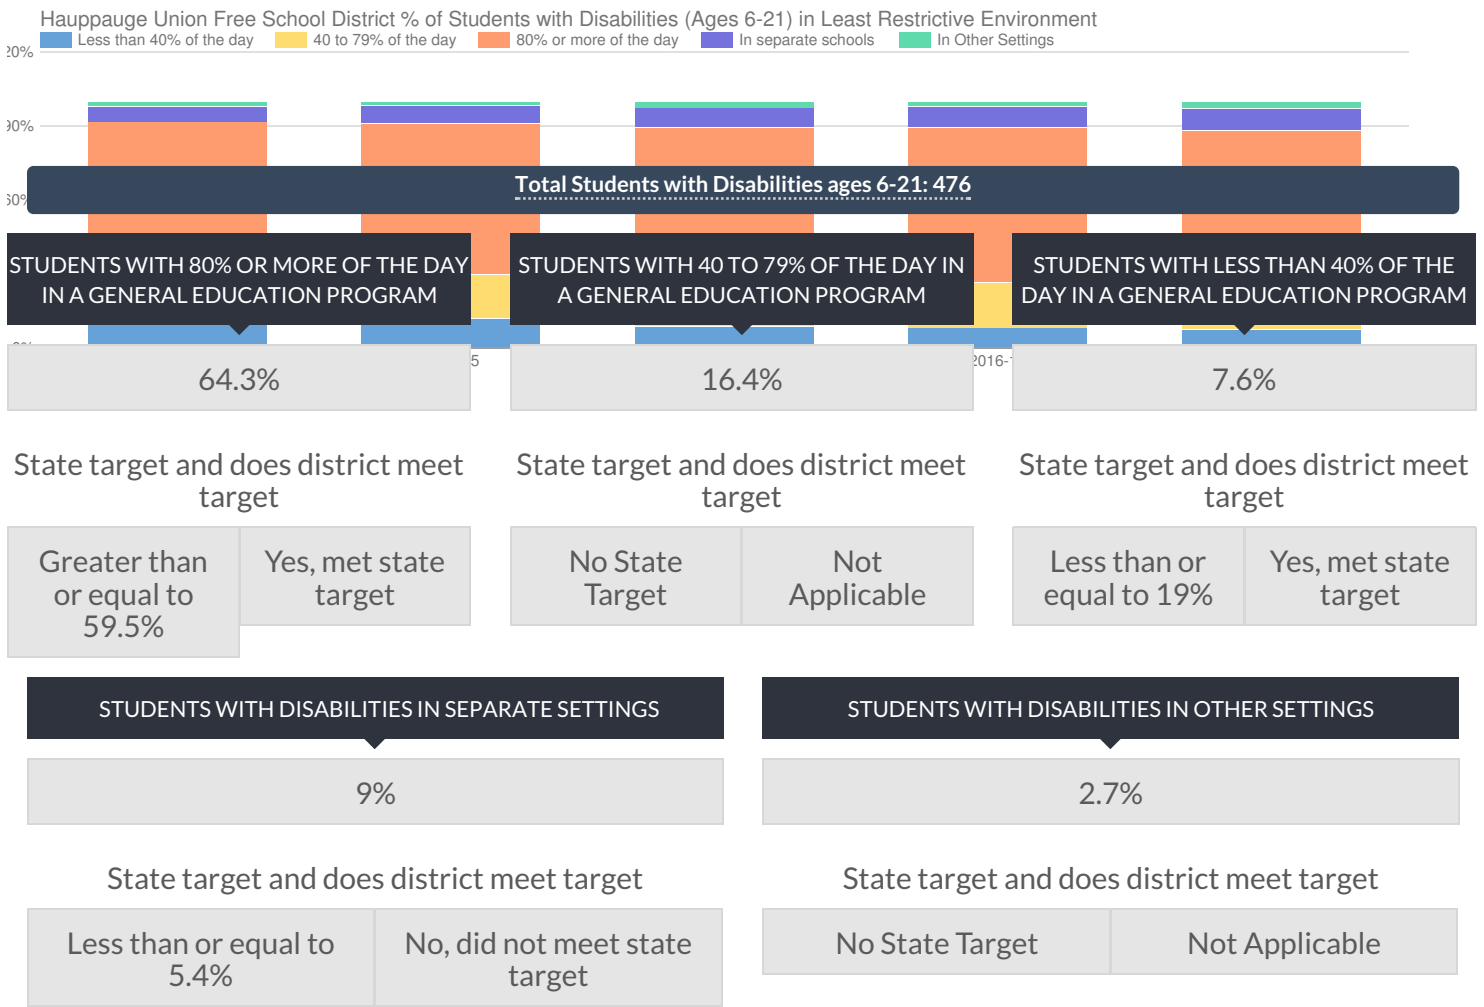 Hauppauge Union Free School District % of Students with Disabilities (Ages 6-21) in Least Restrictive Environment
Less than 40% of the day
40 to 79% of the day
80% or more of the day
In separate schools
In Other Settings
Total Students with Disabilities ages 6-21: 476
STUDENTS WITH 80% OR MORE OF THE DAY
IN A GENERAL EDUCATION PROGRAM
64.3%
State target and does district meet
target
Greater than
or equal to
59.5%
Yes, met state
target
STUDENTS WITH 40 TO 79% OF THE DAY IN
A GENERAL EDUCATION PROGRAM
16.4%
State target and does district meet
target
No State
Target
Not
Applicable
STUDENTS WITH LESS THAN 40% OF THE
DAY IN A GENERAL EDUCATION PROGRAM
7.6%
State target and does district meet
target
Less than or
equal to 19%
Yes, met state
target
STUDENTS WITH DISABILITIES IN SEPARATE SETTINGS
9%
State target and does district meet target
Less than or equal to
5.4%
No, did not meet state
target
STUDENTS WITH DISABILITIES IN OTHER SETTINGS
2.7%
State target and does district meet target
No State Target
Not Applicable